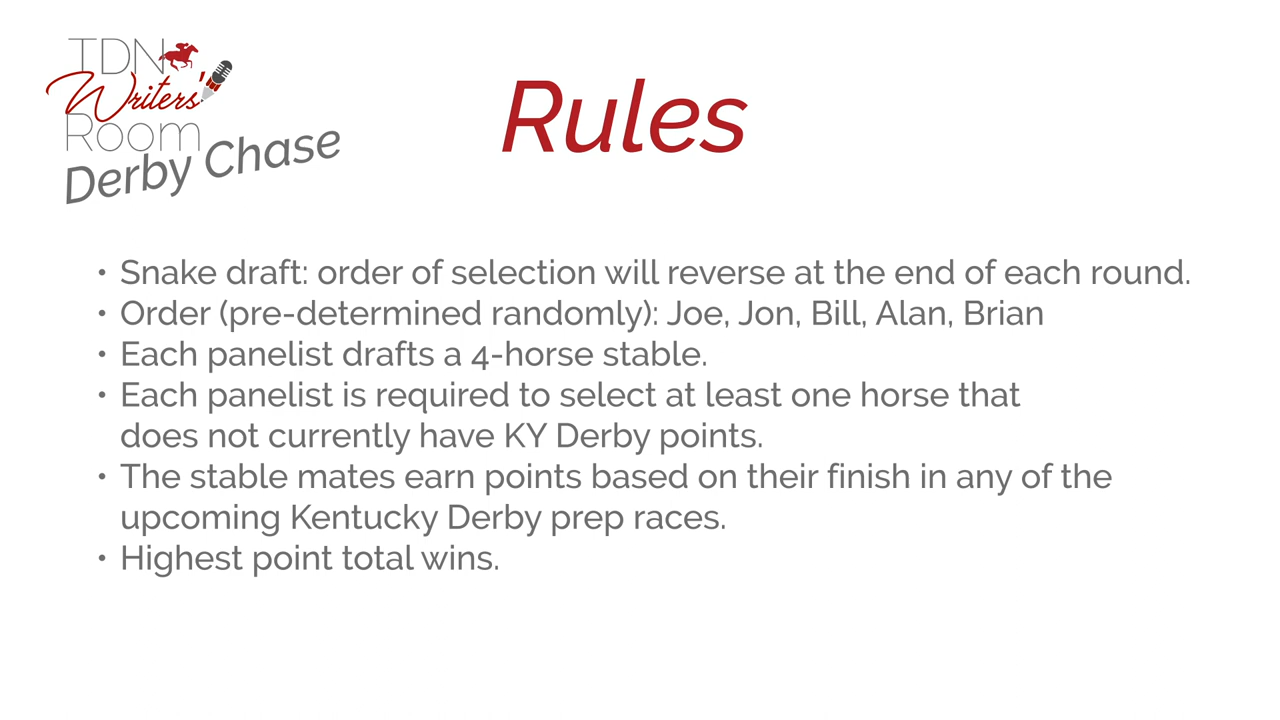 TDN
Writers'
Room
Derby Chase
Rules
• Snake draft: order of selection will reverse at the end of each round.
• Order (pre-determined randomly): Joe, Jon, Bill, Alan, Brian
• Each panelist drafts a 4-horse stable.
• Each panelist is required to select at least one horse that
does not currently have KY Derby points.
• The stable mates earn points based on their finish in any of the
upcoming Kentucky Derby prep races.
• Highest point total wins.